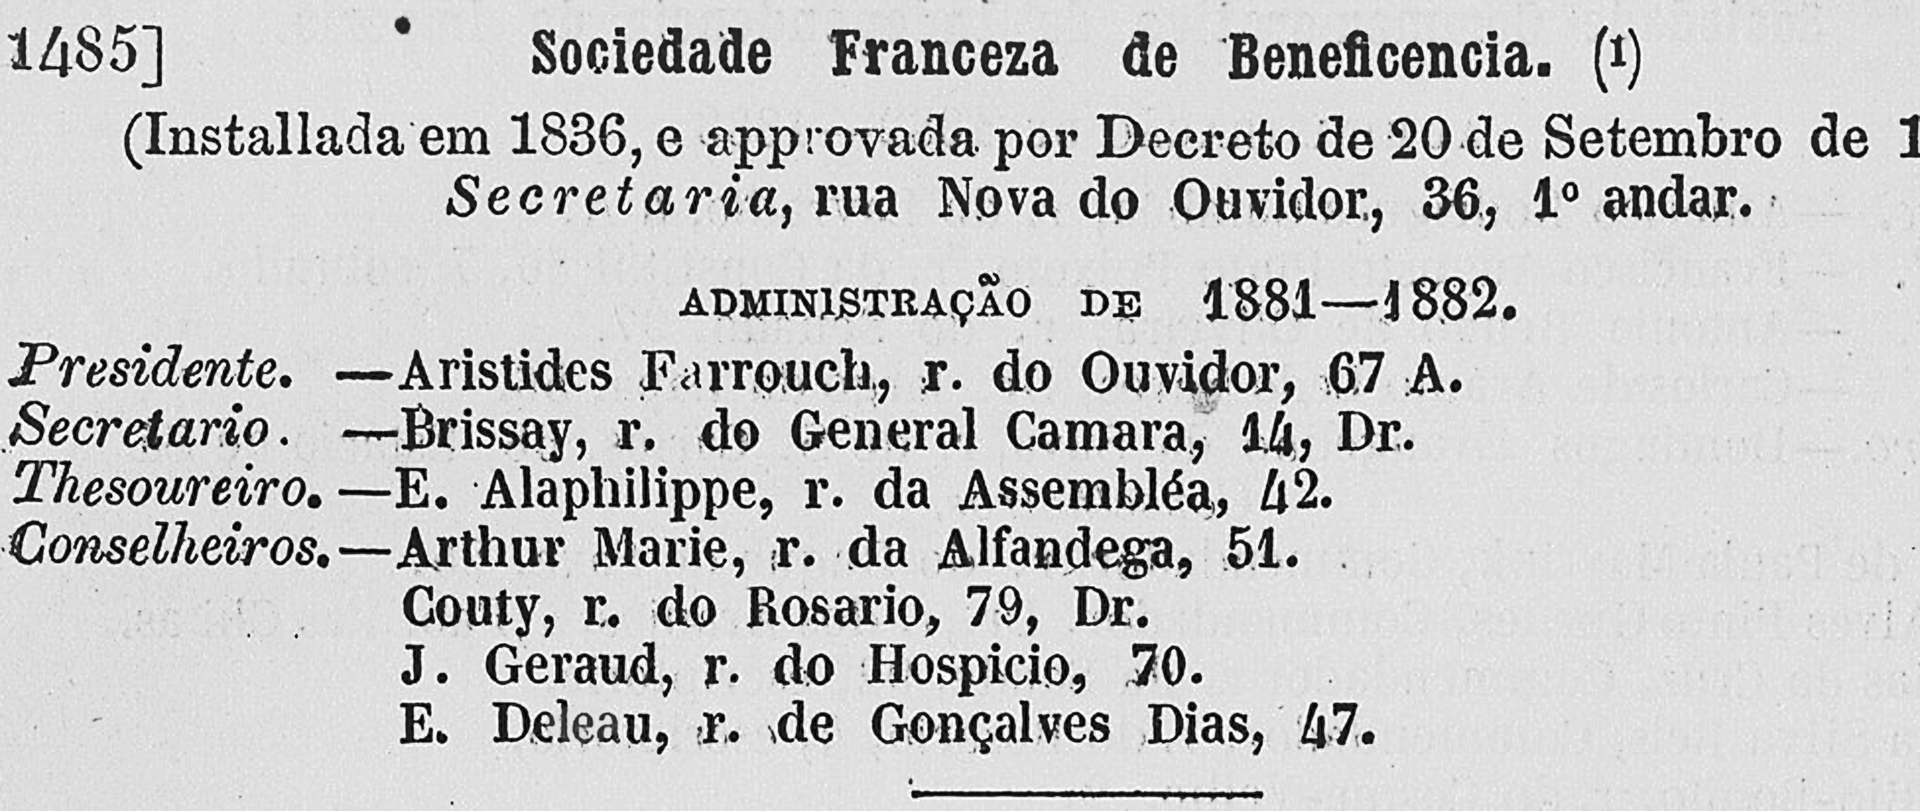 1485] Sociedade Franceza de Beneficencia. (1)
(Installada em 1836, e approvada por Decreto de 20 de Setembro de 1
Secretaria, rua Nova do Ouvidor, 36, 1º andar.
ADMINISTRAÇÃO DE 1881—1882.
Presidente. —Aristides Farrouch, r. do Ouvidor, 67 A.
Secretario. —Brissay, r. do General Camara, 14, Dr.
Thesoureiro. —E. Alaphilippe, r. da Assembléa, 42.
Conselheiros. —Arthur Marie, r. da Alfandega, 51.
Couty, r. do Rosario, 79, Dr.
J. Geraud, r. do Hospicio, 70.
E. Deleau, r. de Gonçalves Dias, 47.